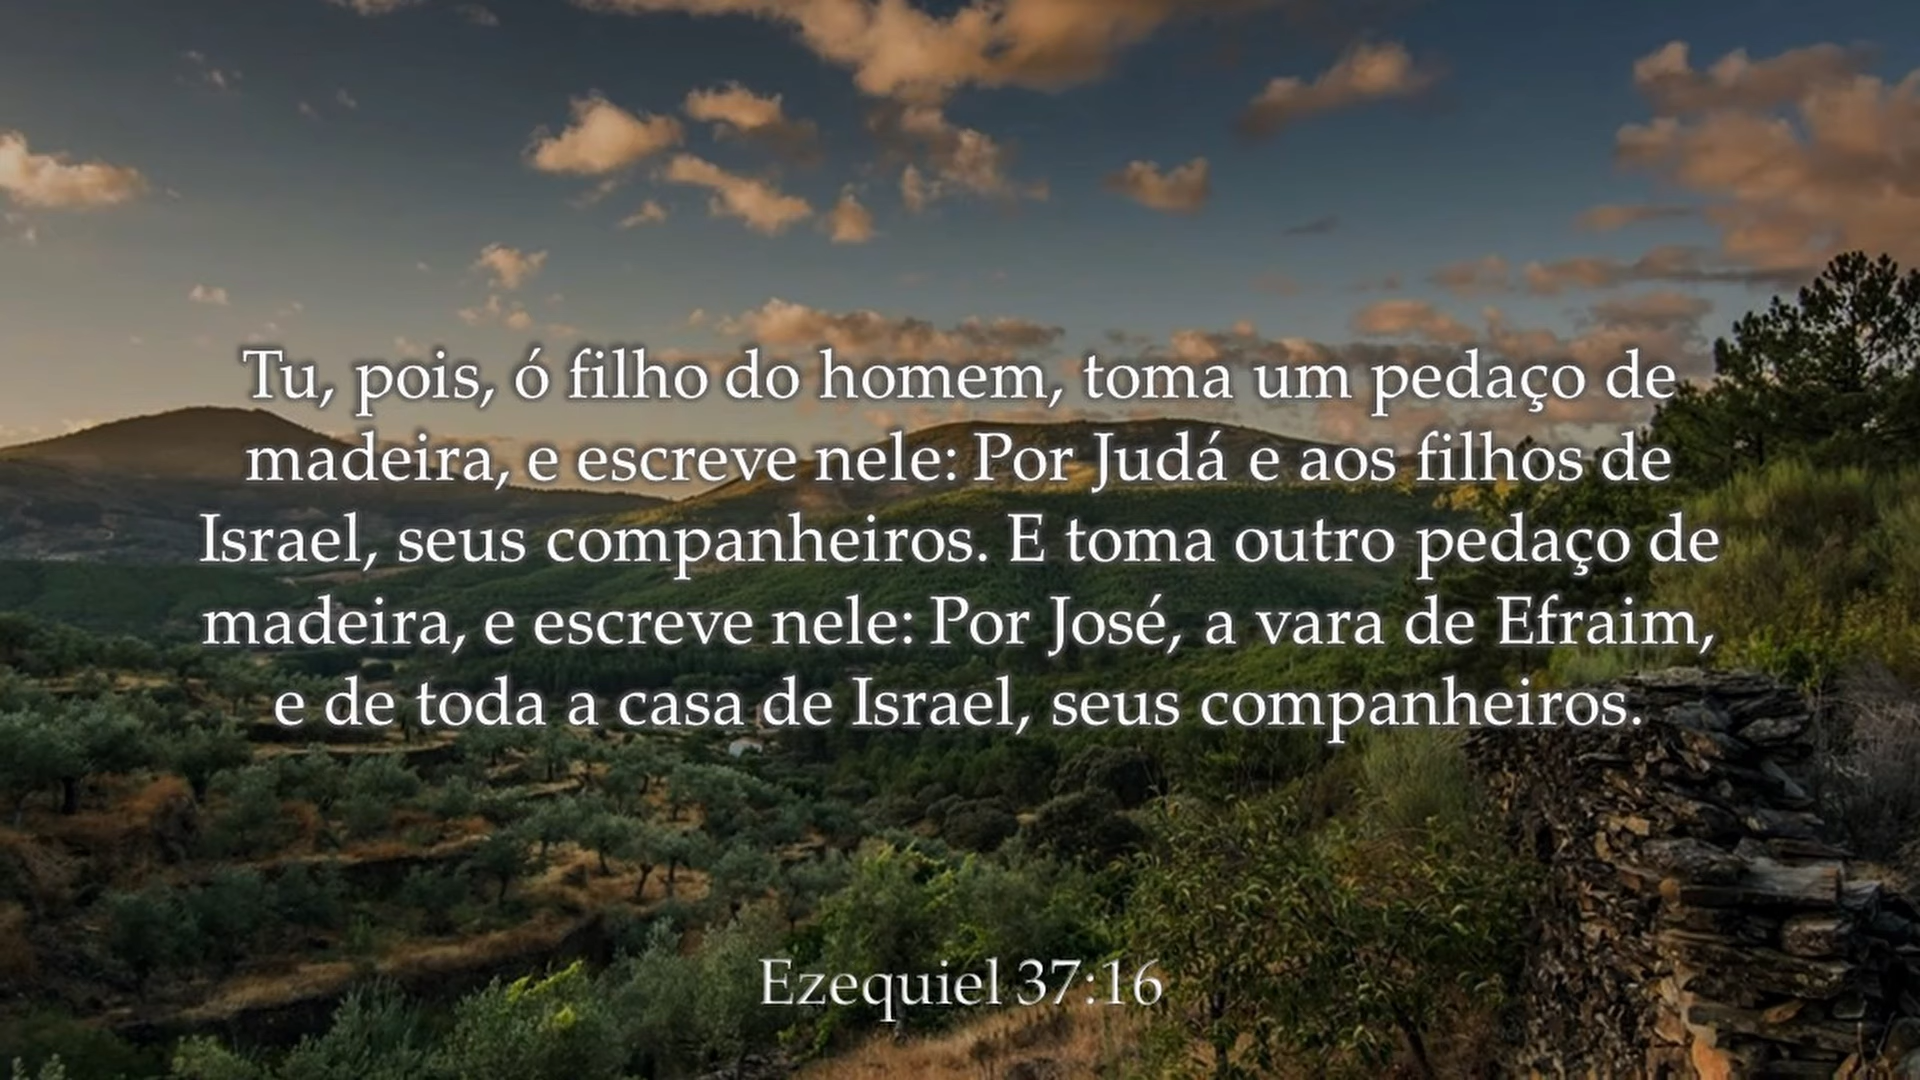 Tu, pois, ó filho do homem, toma um pedaço de
madeira, e escreve nele: Por Judá e aos filhos de
Israel, seus companheiros. E toma outro pedaço de
madeira, e escreve nele: Por José, a vara de Efraim,
e de toda a casa de Israel, seus companheiros.
Ezequiel 37:16